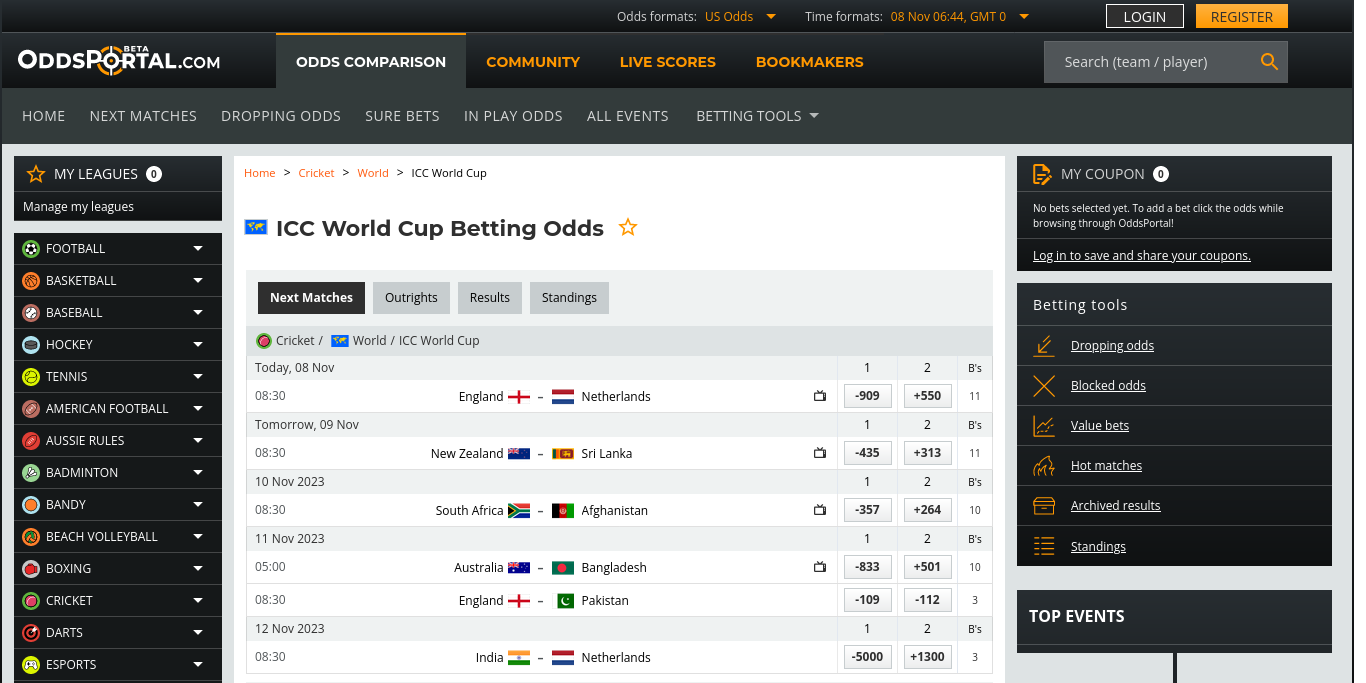 Odds formats: US Odds Time formats: 08 Nov 06:44, GMT 0 LOGIN REGISTER
ODDSPORTAL.COM BETA ODDS COMPARISON COMMUNITY LIVE SCORES BOOKMAKERS Search (team / player)
HOME NEXT MATCHES DROPPING ODDS SURE BETS IN PLAY ODDS ALL EVENTS BETTING TOOLS
MY LEAGUES 0
Manage my leagues
FOOTBALL
BASKETBALL
BASEBALL
HOCKEY
TENNIS
AMERICAN FOOTBALL
AUSSIE RULES
BADMINTON
BANDY
BEACH VOLLEYBALL
BOXING
CRICKET
DARTS
ESPORTS
Home > Cricket > World > ICC World Cup
ICC World Cup Betting Odds
Next Matches Outrights Results Standings
Cricket / World / ICC World Cup
Today, 08 Nov 1 2 B's
08:30 England – Netherlands -909 +550 11
Tomorrow, 09 Nov 1 2 B's
08:30 New Zealand – Sri Lanka -435 +313 11
10 Nov 2023 1 2 B's
08:30 South Africa – Afghanistan -357 +264 10
11 Nov 2023 1 2 B's
05:00 Australia – Bangladesh -833 +501 10
08:30 England – Pakistan -109 -112 3
12 Nov 2023 1 2 B's
08:30 India – Netherlands -5000 +1300 3
MY COUPON 0
No bets selected yet. To add a bet click the odds while
browsing through OddsPortal!
Log in to save and share your coupons.
Betting tools
Dropping odds
Blocked odds
Value bets
Hot matches
Archived results
Standings
TOP EVENTS